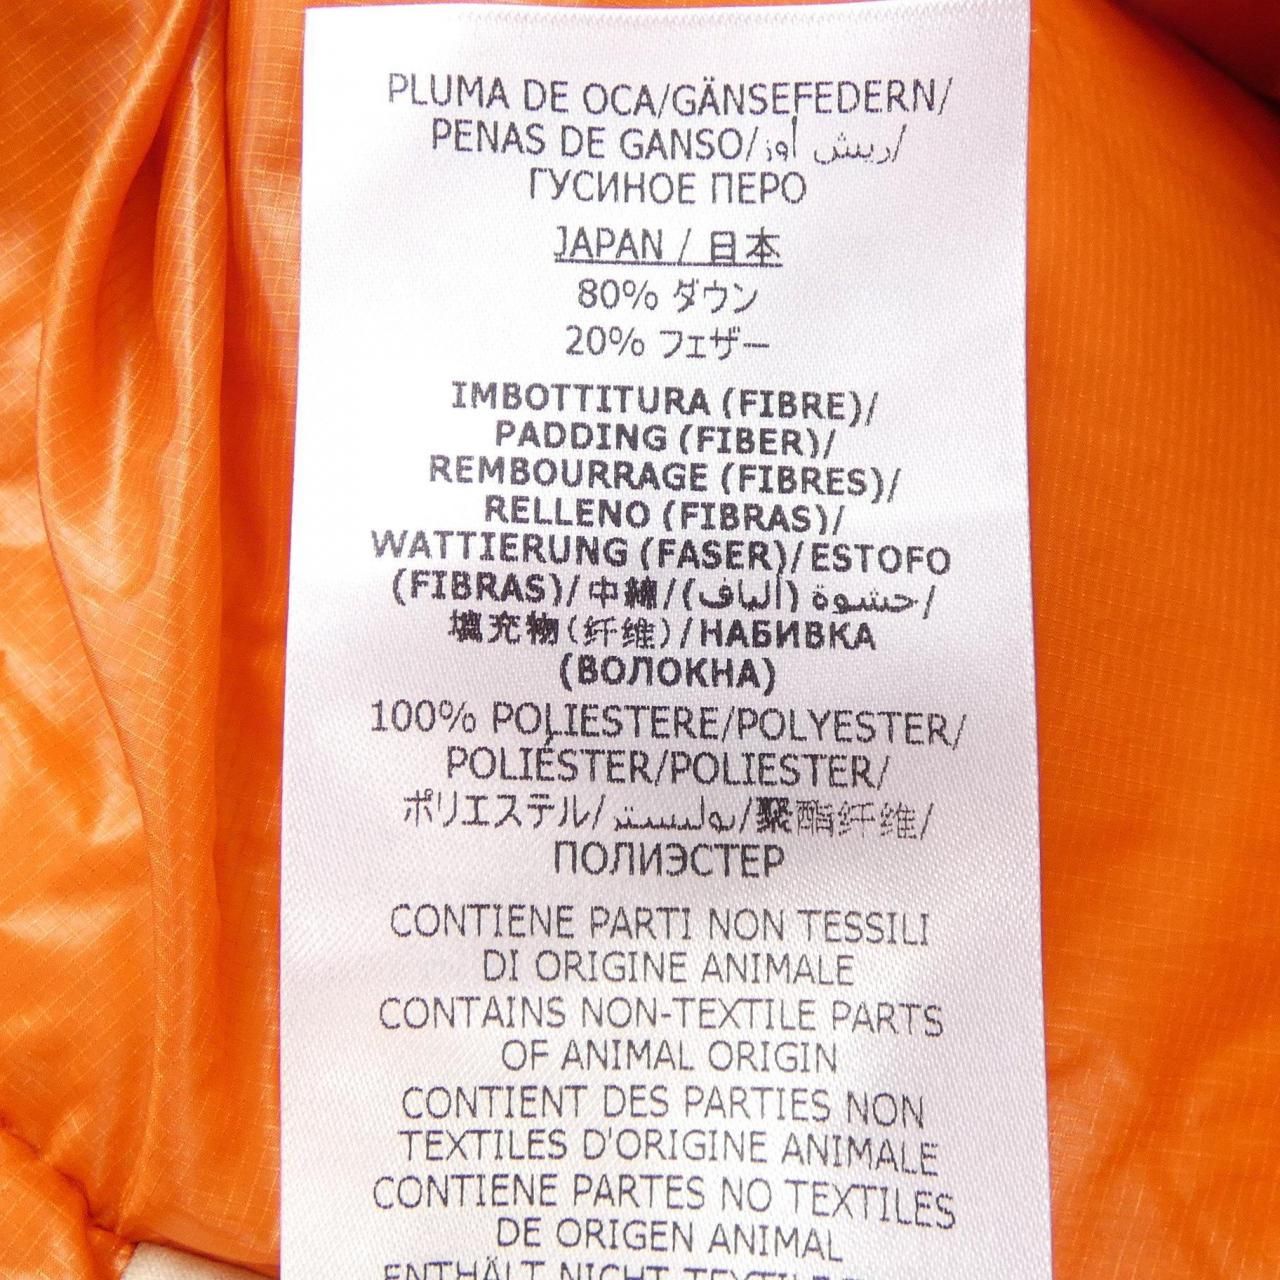 PLUMA DE OCA/GÄNSEFEDERN/
PENAS DE GANSO/ريش أوز/
ГУСИНОЕ ПЕРО
JAPAN / 日本
80% ダウン
20% フェザー
IMBOTTITURA (FIBRE)/
PADDING (FIBER)/
REMBOURRAGE (FIBRES)/
RELLENO (FIBRAS)/
WATTIERUNG (FASER)/ESTOFO
(FIBRAS)/中綿/حشوة (ألياف)/
填充物(纤维)/НАБИВКА
(ВОЛОКНА)
100% POLIESTERE/POLYESTER/
POLIÉSTER/POLIESTER/
ポリエステル/بوليستر/聚酯纤维/
ПОЛИЭСТЕР
CONTIENE PARTI NON TESSILI
DI ORIGINE ANIMALE
CONTAINS NON-TEXTILE PARTS
OF ANIMAL ORIGIN
CONTIENT DES PARTIES NON
TEXTILES D'ORIGINE ANIMALE
CONTIENE PARTES NO TEXTILES
DE ORIGEN ANIMAL
ENTHÄLT NICHT